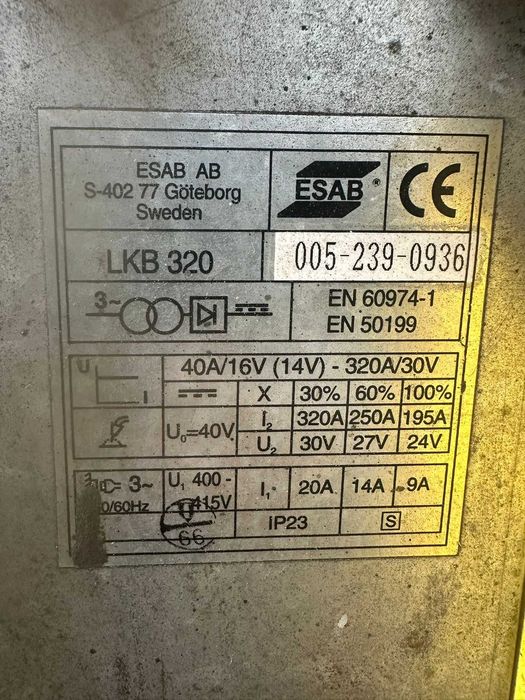 ESAB AB
S-402 77 Göteborg
Sweden
ESAB®
CE
LKB 320
005-239-0936
3~
EN 60974-1
EN 50199
U
I
40A/16V (14V) - 320A/30V
X 30% 60% 100%
U₀=40V
I₂ 320A 250A 195A
U₂ 30V 27V 24V
3~
0/60Hz
U₁ 400-
415V
I₁ 20A 14A 9A
66
IP23
S